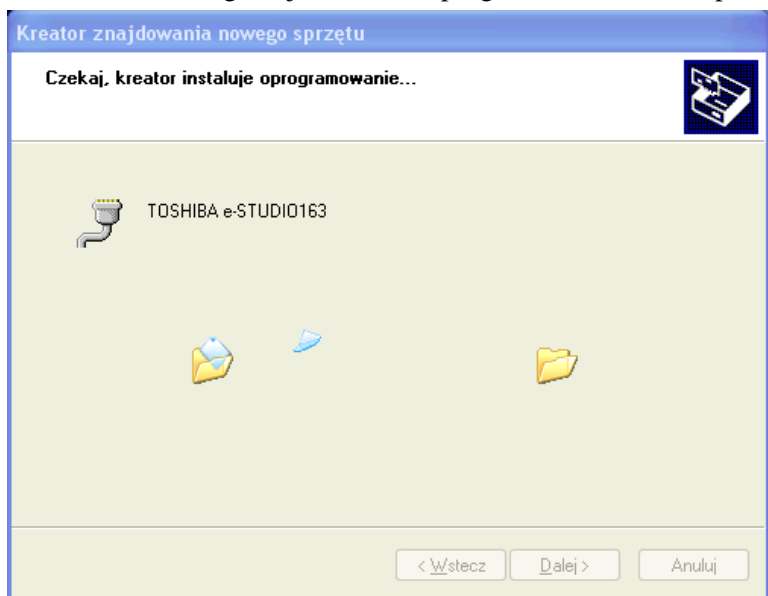 Kreator znajdowania nowego sprzętu
Czekaj, kreator instaluje oprogramowanie...
TOSHIBA e-STUDIO163
< Wstecz
Dalej >
Anuluj